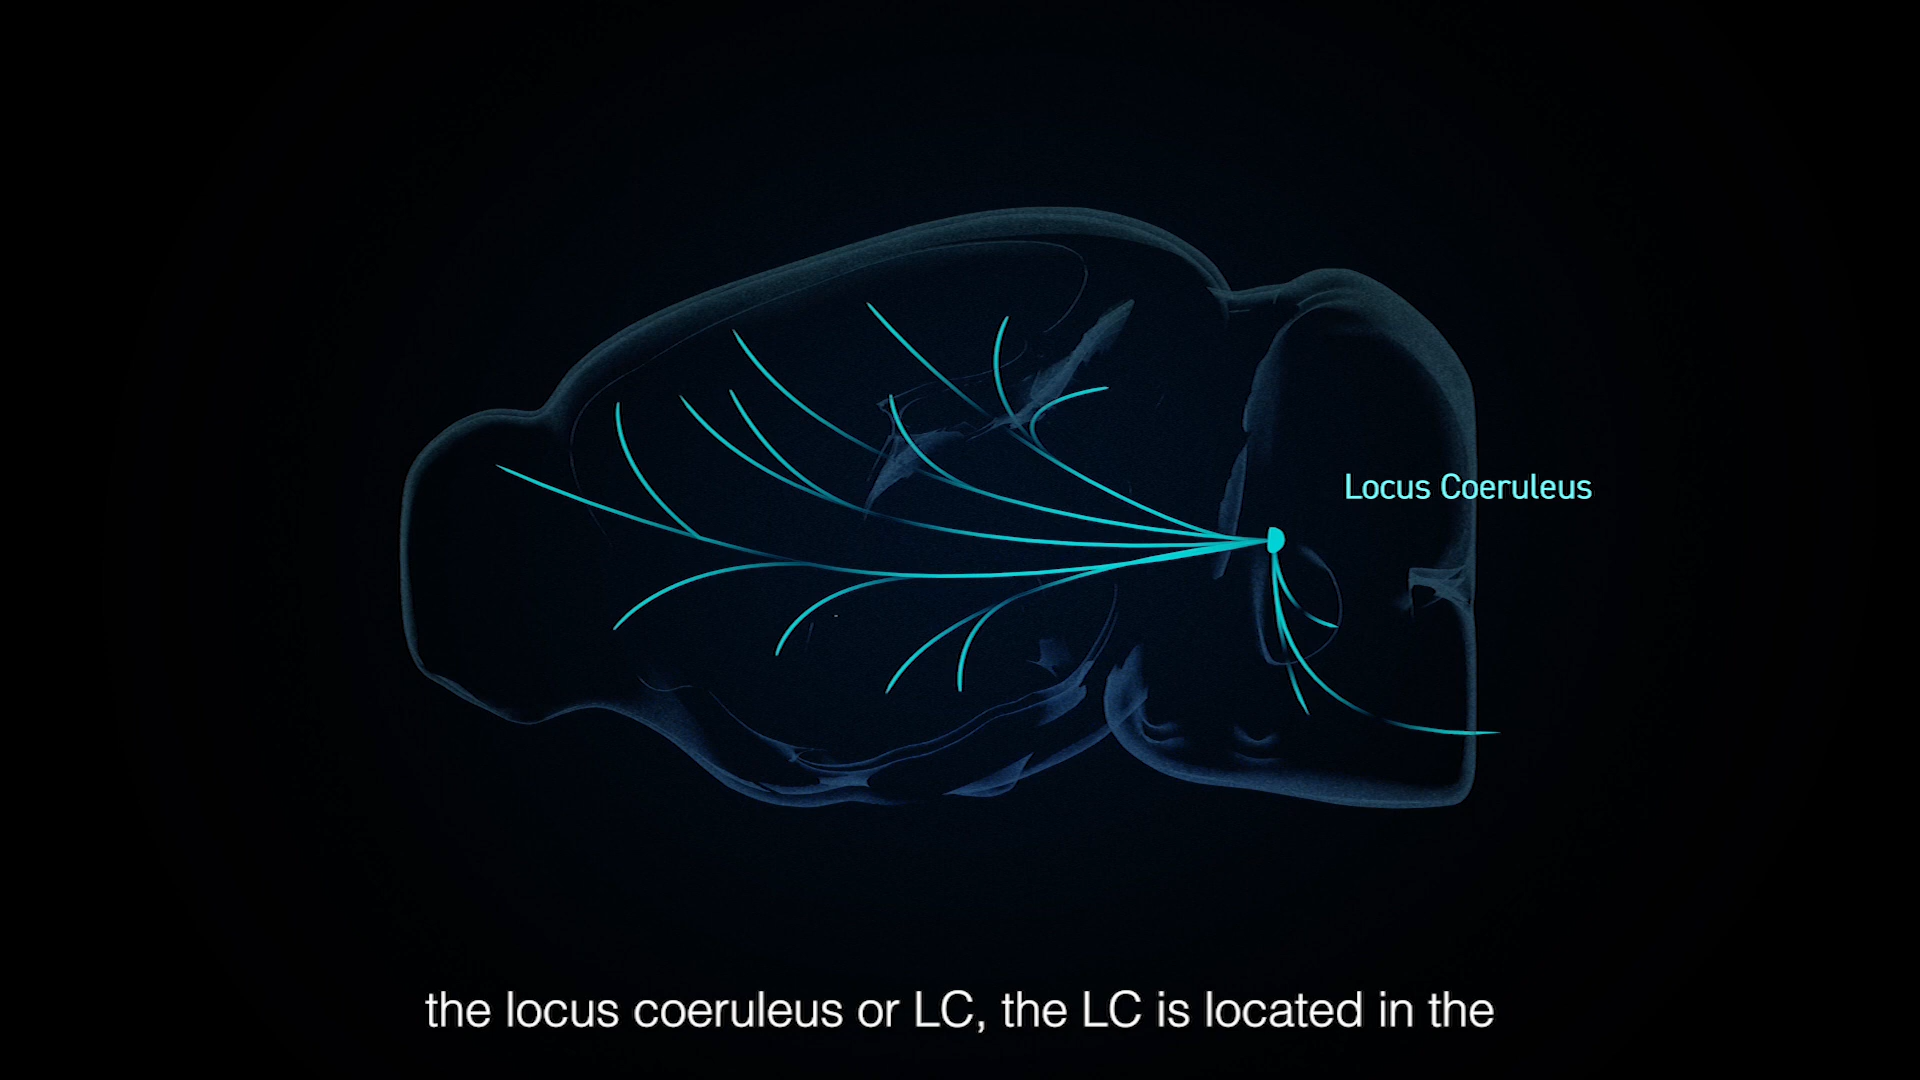 Locus Coeruleus
the locus coeruleus or LC, the LC is located in the